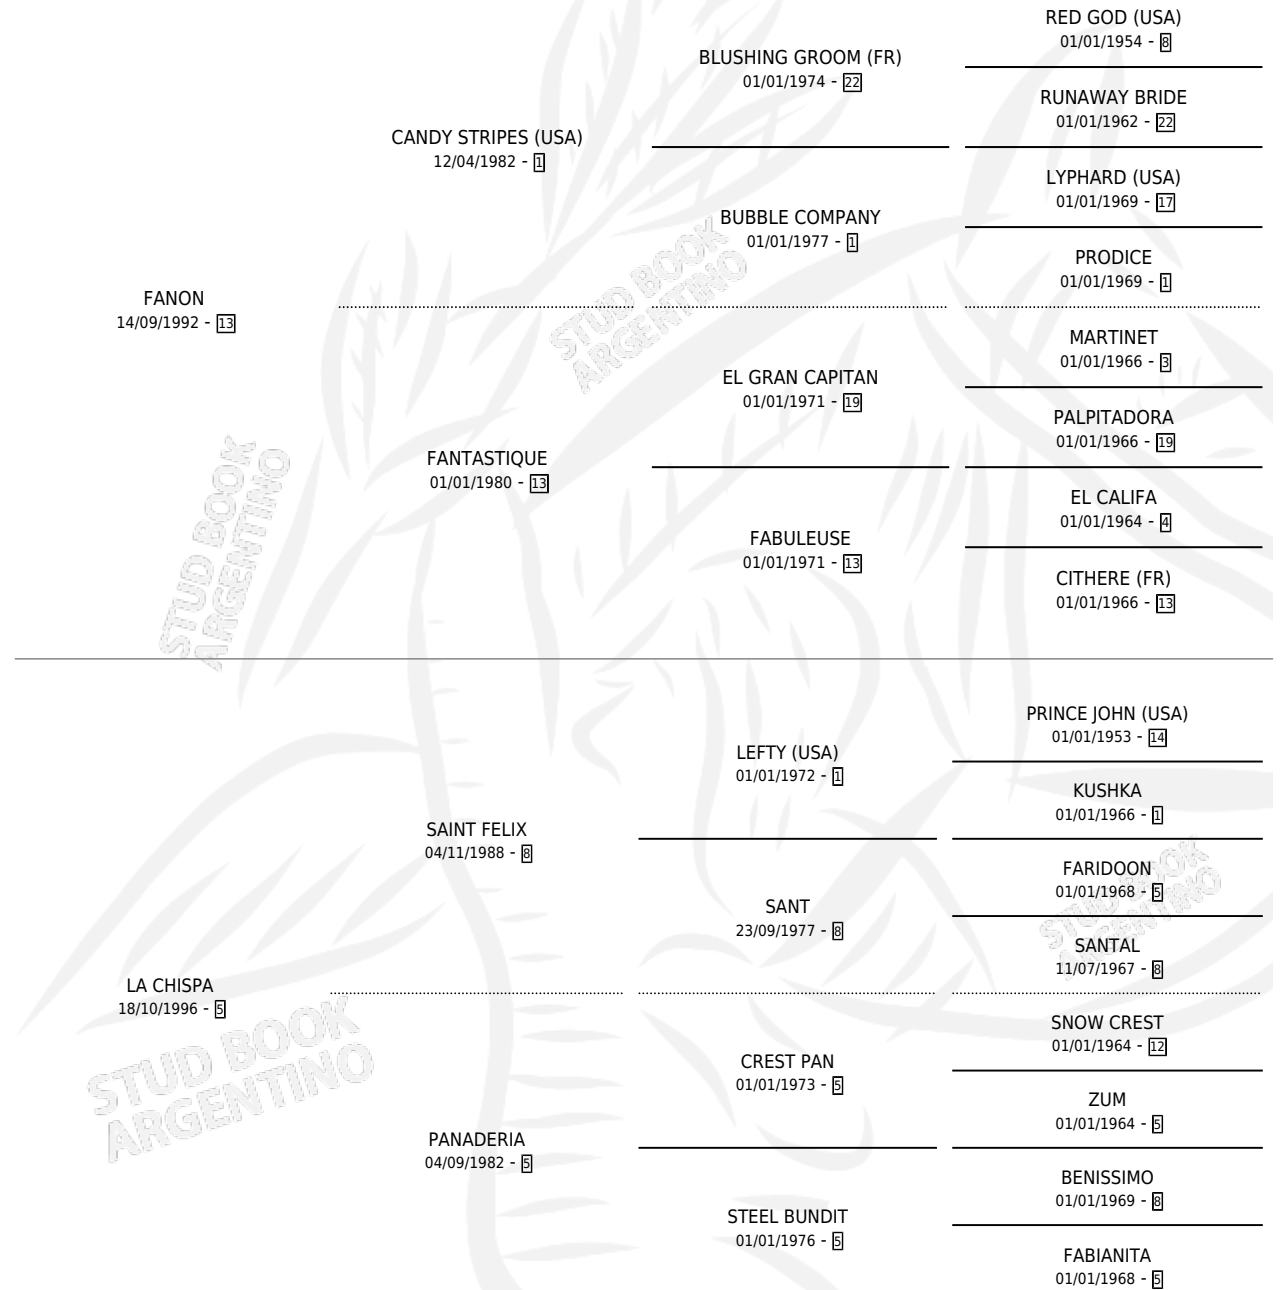 RED GOD (USA)
01/01/1954 - 8
BLUSHING GROOM (FR)
01/01/1974 - 22
RUNAWAY BRIDE
01/01/1962 - 22
CANDY STRIPES (USA)
12/04/1982 - 1
LYPHARD (USA)
01/01/1969 - 17
BUBBLE COMPANY
01/01/1977 - 1
PRODICE
01/01/1969 - 1
FANON
14/09/1992 - 13
MARTINET
01/01/1966 - 3
EL GRAN CAPITAN
01/01/1971 - 19
PALPITADORA
01/01/1966 - 19
FANTASTIQUE
01/01/1980 - 13
EL CALIFA
01/01/1964 - 4
FABULEUSE
01/01/1971 - 13
CITHERE (FR)
01/01/1966 - 13
PRINCE JOHN (USA)
01/01/1953 - 14
LEFTY (USA)
01/01/1972 - 1
KUSHKA
01/01/1966 - 1
SAINT FELIX
04/11/1988 - 8
FARIDOON
01/01/1968 - 5
SANT
23/09/1977 - 8
SANTAL
11/07/1967 - 8
LA CHISPA
18/10/1996 - 5
SNOW CREST
01/01/1964 - 12
CREST PAN
01/01/1973 - 5
ZUM
01/01/1964 - 5
PANADERIA
04/09/1982 - 5
BENISSIMO
01/01/1969 - 8
STEEL BUNDIT
01/01/1976 - 5
FABIANITA
01/01/1968 - 5
STUD BOOK
ARGENTINO
STUD BOOK
ARGENTINO
STUD BOOK
ARGENTINO
STUD BOOK
ARGENTINO